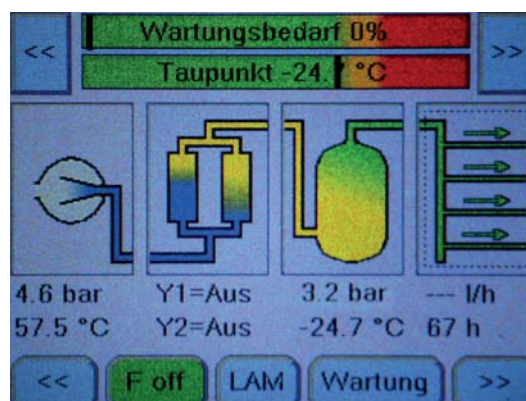 << Wartungsbedarf 0% >>
Taupunkt -24.7 °C
4.6 bar Y1=Aus 3.2 bar --- l/h
57.5 °C Y2=Aus -24.7 °C 67 h
<< F off LAM Wartung >>